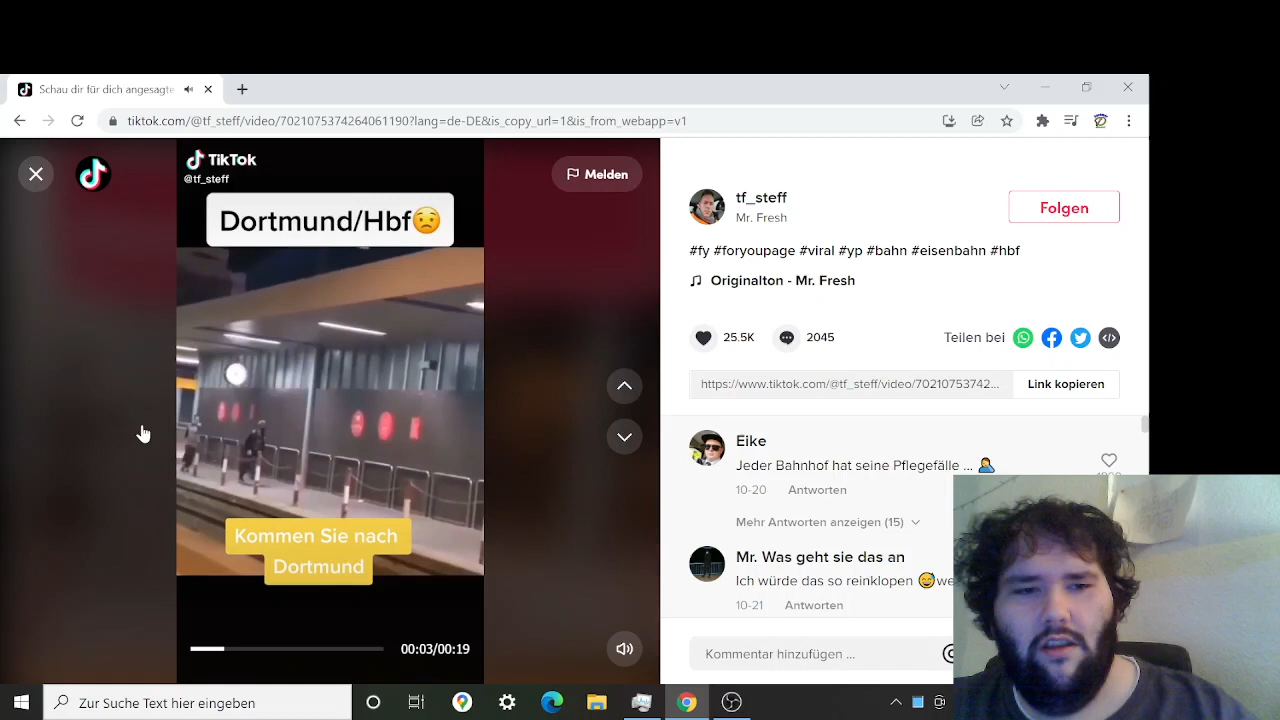 Schau dir für dich angesagte
tiktok.com/@tf_steff/video/7021075374264061190?lang=de-DE&is_copy_url=1&is_from_webapp=v1
TikTok
@tf_steff
Melden
Dortmund/Hbf😟
Kommen Sie nach
Dortmund
00:03/00:19
tf_steff
Mr. Fresh
Folgen
#fy #foryoupage #viral #yp #bahn #eisenbahn #hbf
Originalton - Mr. Fresh
25.5K
2045
Teilen bei
https://www.tiktok.com/@tf_steff/video/70210753742...
Link kopieren
Eike
Jeder Bahnhof hat seine Pflegefälle ... 🤦
10-20 Antworten
Mehr Antworten anzeigen (15)
Mr. Was geht sie das an
Ich würde das so reinklopen 😅we
10-21 Antworten
Kommentar hinzufügen ...
Zur Suche Text hier eingeben